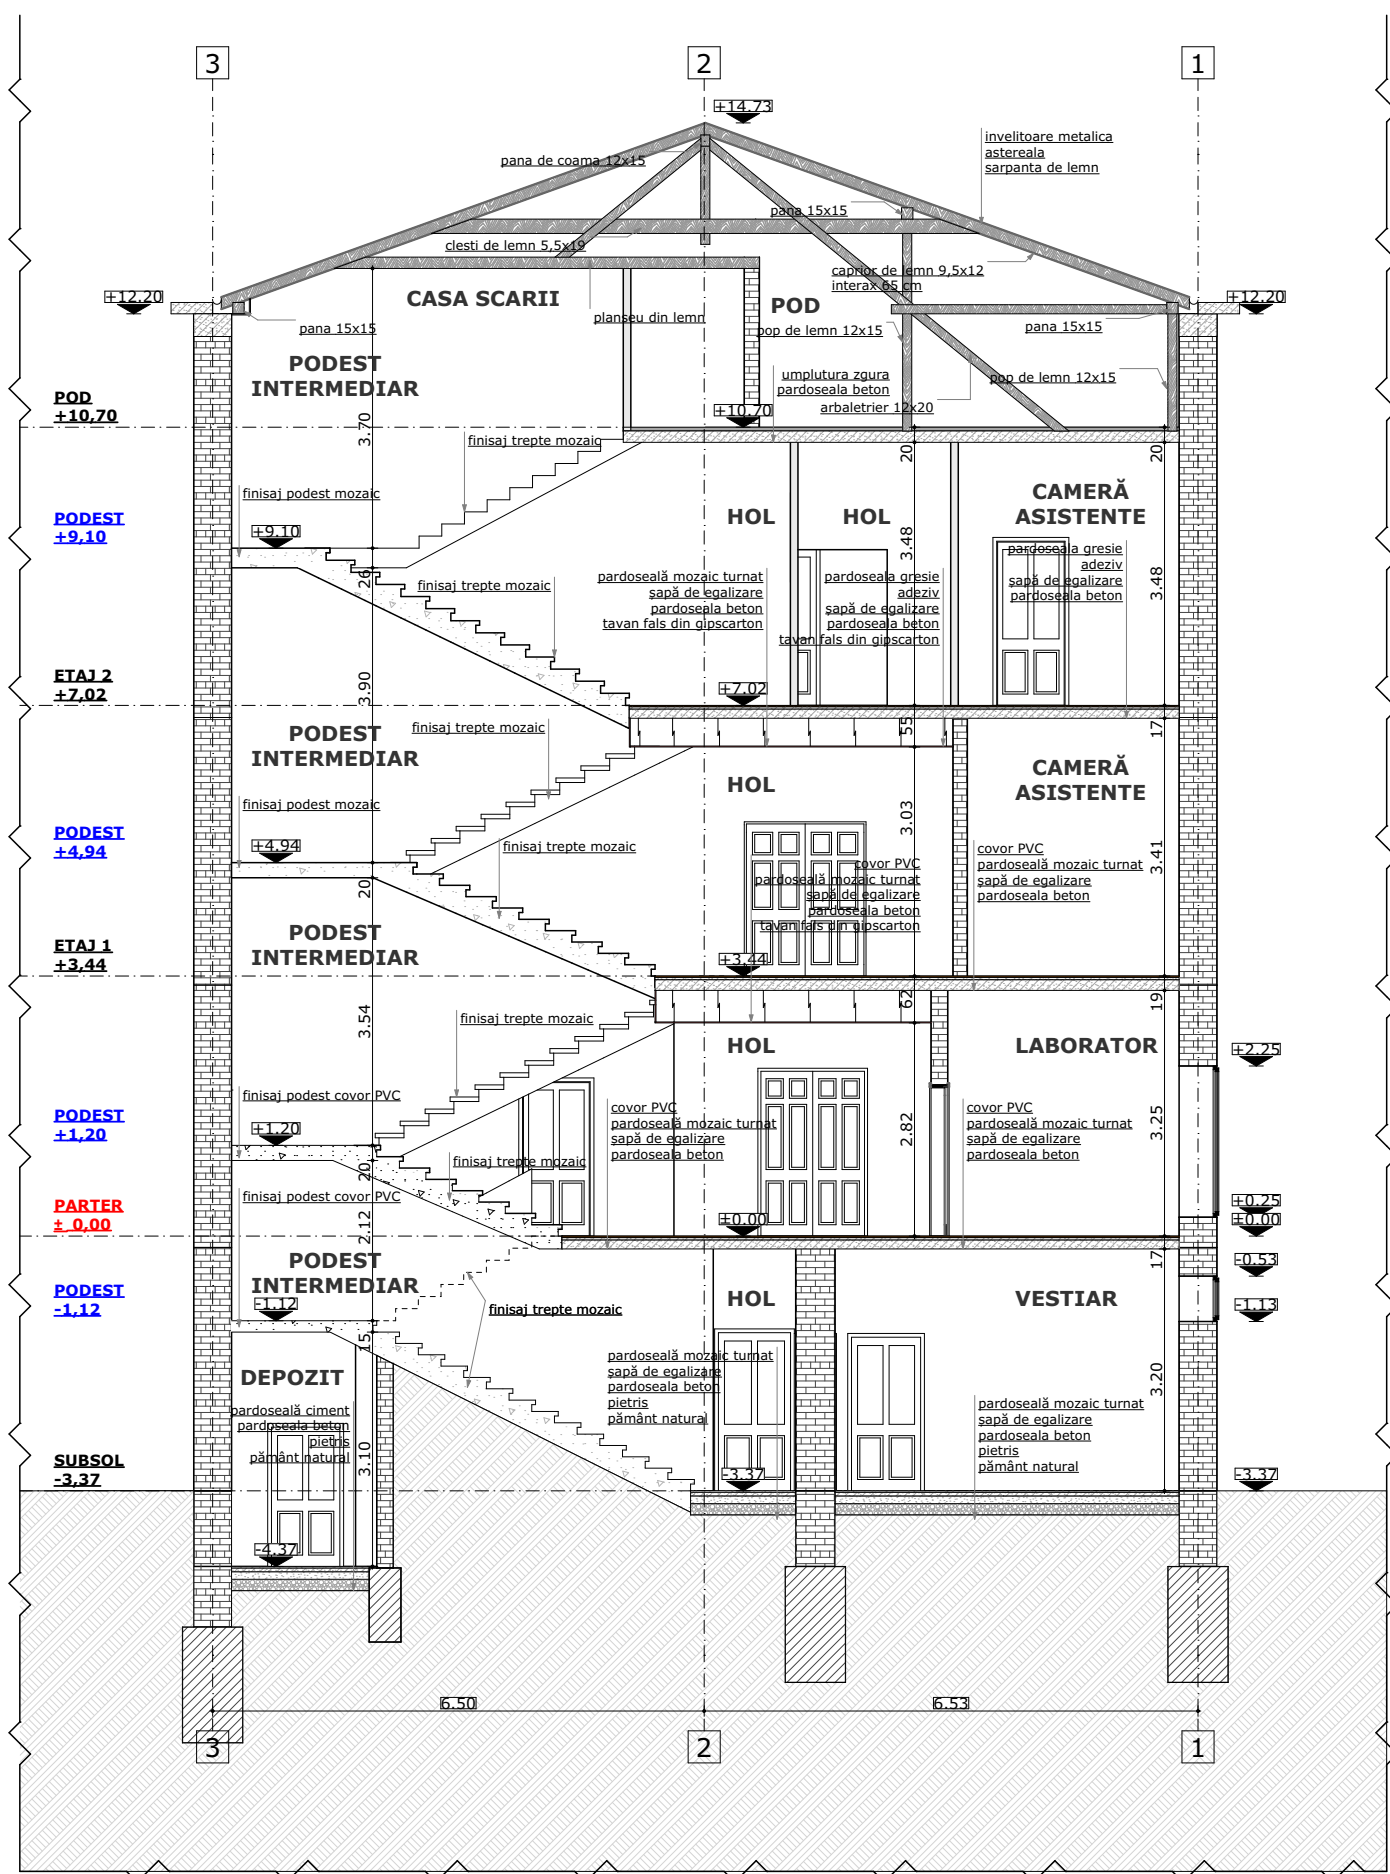 3
2
1
+14.73
invelitoare metalica
astereala
sarpanta de lemn
pana de coama 12x15
pana 15x15
clesti de lemn 5,5x19
caprior de lemn 9,5x12
interax 65 cm
+12.20
CASA SCARII
POD
+12.20
pana 15x15
planseu din lemn
pop de lemn 12x15
pana 15x15
PODEST
INTERMEDIAR
umplutura zgura
pardoseala beton
pop de lemn 12x15
arbaletrier 12x20
POD
+10,70
+10.70
3.70
finisaj trepte mozaic
20
20
finisaj podest mozaic
HOL
HOL
CAMERĂ
ASISTENTE
PODEST
+9,10
+9.10
3.48
pardoseala gresie
adeziv
șapă de egalizare
pardoseala beton
26
finisaj trepte mozaic
pardoseală mozaic turnat
șapă de egalizare
pardoseala beton
tavan fals din gipscarton
pardoseala gresie
adeziv
șapă de egalizare
pardoseala beton
tavan fals din gipscarton
3.48
ETAJ 2
+7,02
3.90
+7.02
finisaj trepte mozaic
55
17
PODEST
INTERMEDIAR
HOL
CAMERĂ
ASISTENTE
finisaj podest mozaic
3.03
PODEST
+4,94
+4.94
finisaj trepte mozaic
covor PVC
pardoseală mozaic turnat
șapă de egalizare
pardoseala beton
tavan fals din gipscarton
covor PVC
pardoseală mozaic turnat
șapă de egalizare
pardoseala beton
3.41
20
PODEST
INTERMEDIAR
ETAJ 1
+3,44
+3,44
62
19
3.54
finisaj trepte mozaic
HOL
LABORATOR
+2.25
finisaj podest covor PVC
PODEST
+1,20
+1.20
covor PVC
pardoseală mozaic turnat
șapă de egalizare
pardoseala beton
2.82
covor PVC
pardoseală mozaic turnat
șapă de egalizare
pardoseala beton
3.25
20
finisaj trepte mozaic
finisaj podest covor PVC
PARTER
± 0,00
2.12
±0.00
+0.25
±0.00
PODEST
INTERMEDIAR
17
-0.53
PODEST
-1,12
-1.12
finisaj trepte mozaic
HOL
VESTIAR
-1.13
15
DEPOZIT
pardoseală mozaic turnat
șapă de egalizare
pardoseala beton
pietris
pământ natural
3.20
pardoseală ciment
pardoseala beton
pietris
pământ natural
3.10
pardoseală mozaic turnat
șapă de egalizare
pardoseala beton
pietris
pământ natural
SUBSOL
-3,37
-3.37
-3.37
-4.37
6.50
6.53
3
2
1